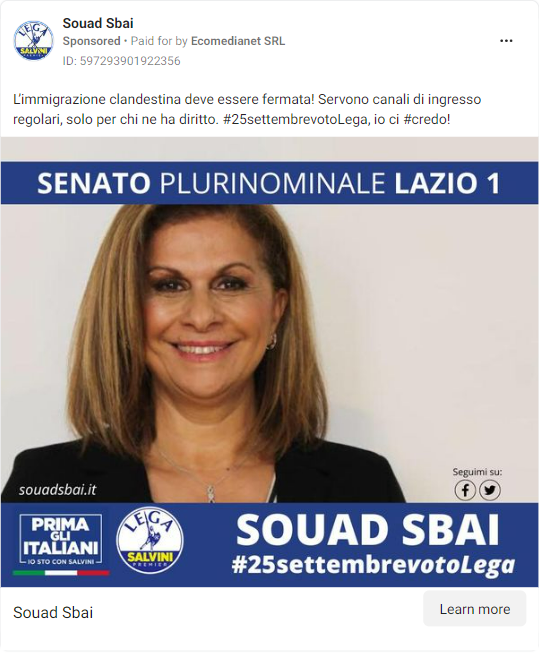 Souad Sbai
Sponsored • Paid for by Ecomedianet SRL
ID: 597293901922356
L'immigrazione clandestina deve essere fermata! Servono canali di ingresso
regolari, solo per chi ne ha diritto. #25settembrevotoLega, io ci #credo!
SENATO PLURINOMINALE LAZIO 1
souadsbai.it
Seguimi su:
PRIMA
GLI
ITALIANI
IO STO CON SALVINI
LEGA
SALVINI
PREMIER
SOUAD SBAI
#25settembrevotoLega
Souad Sbai
Learn more